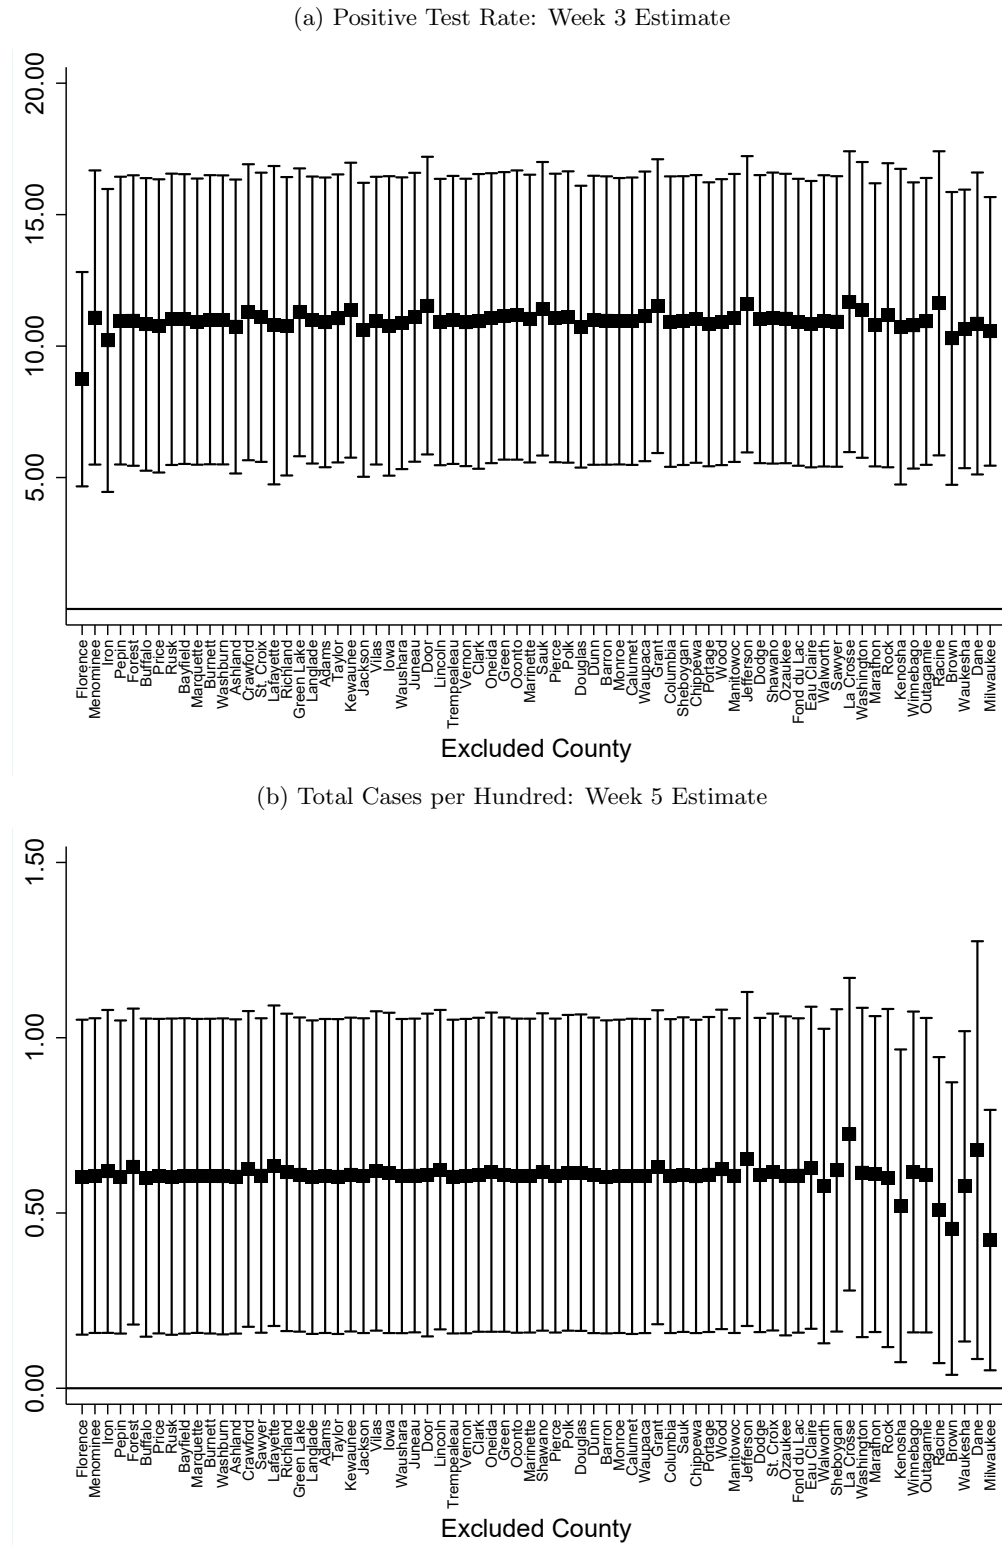 (a) Positive Test Rate: Week 3 Estimate
20.00
15.00
10.00
5.00
Florence
Menominee
Iron
Pepin
Forest
Buffalo
Price
Rusk
Bayfield
Marquette
Burnett
Washburn
Ashland
Crawford
St. Croix
Lafayette
Richland
Green Lake
Langlade
Adams
Taylor
Kewaunee
Jackson
Vilas
Iowa
Waushara
Juneau
Door
Lincoln
Trempealeau
Vernon
Clark
Oneida
Green
Oconto
Marinette
Sauk
Pierce
Polk
Douglas
Dunn
Barron
Monroe
Calumet
Waupaca
Grant
Columbia
Sheboygan
Chippewa
Portage
Wood
Manitowoc
Jefferson
Dodge
Shawano
Ozaukee
Fond du Lac
Eau Claire
Walworth
Sawyer
La Crosse
Washington
Marathon
Rock
Kenosha
Winnebago
Outagamie
Racine
Brown
Waukesha
Dane
Milwaukee
Excluded County
(b) Total Cases per Hundred: Week 5 Estimate
1.50
1.00
0.50
0.00
Florence
Menominee
Iron
Pepin
Forest
Buffalo
Price
Rusk
Bayfield
Marquette
Burnett
Washburn
Ashland
Crawford
Sawyer
Lafayette
Richland
Green Lake
Langlade
Adams
Taylor
Kewaunee
Jackson
Vilas
Iowa
Waushara
Juneau
Door
Lincoln
Trempealeau
Vernon
Clark
Oneida
Green
Oconto
Marinette
Shawano
Pierce
Polk
Douglas
Dunn
Barron
Monroe
Calumet
Waupaca
Grant
Columbia
Sauk
Chippewa
Portage
Wood
Manitowoc
Jefferson
Dodge
St. Croix
Ozaukee
Fond du Lac
Eau Claire
Walworth
Sheboygan
La Crosse
Washington
Marathon
Rock
Kenosha
Winnebago
Outagamie
Racine
Brown
Waukesha
Dane
Milwaukee
Excluded County